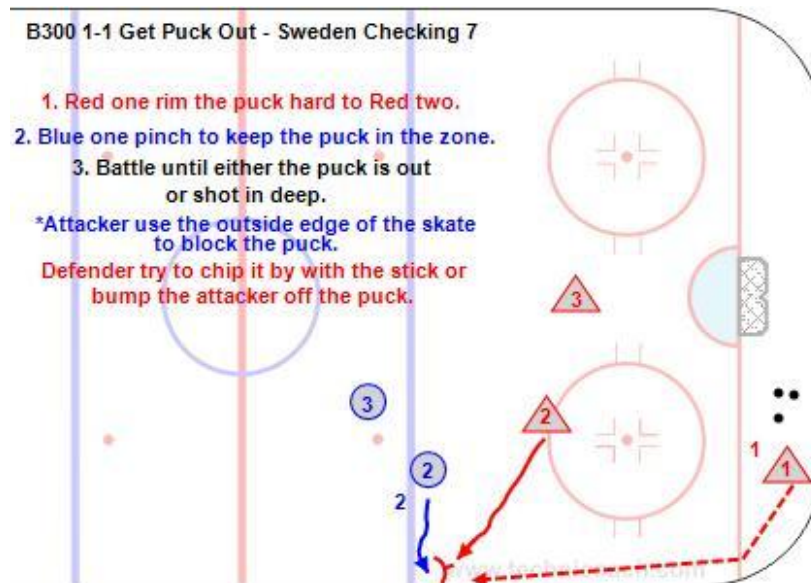 B300 1-1 Get Puck Out - Sweden Checking 7
1. Red one rim the puck hard to Red two.
2. Blue one pinch to keep the puck in the zone.
3. Battle until either the puck is out
or shot in deep.
*Attacker use the outside edge of the skate
to block the puck.
Defender try to chip it by with the stick or
bump the attacker off the puck.
3
3
2
2
2
1
1